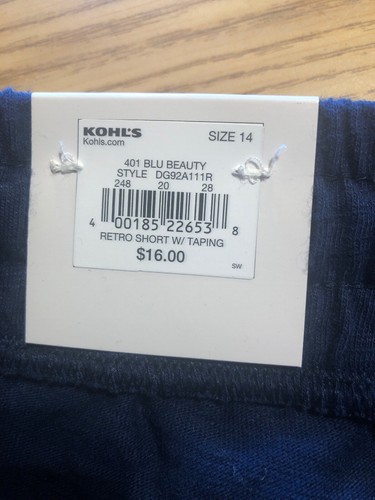 KOHL'S SIZE 14
Kohls.com
401 BLU BEAUTY
STYLE DG92A111R
248 20 28
4 00185 22653 8
RETRO SHORT W/ TAPING
$16.00
SW